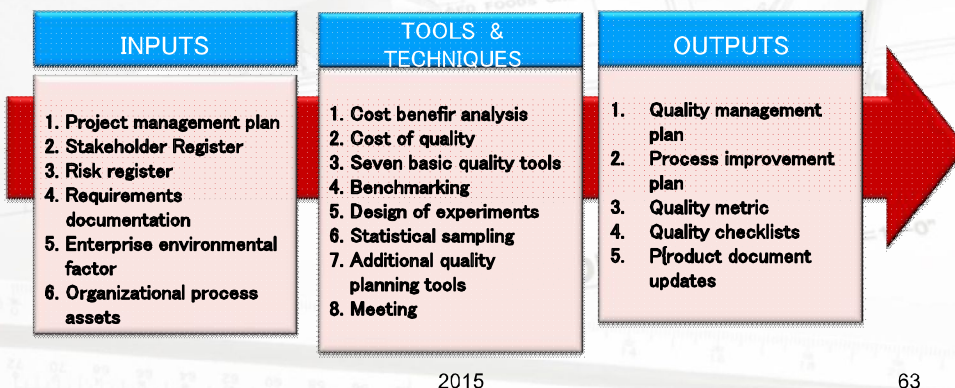 INPUTS
1. Project management plan
2. Stakeholder Register
3. Risk register
4. Requirements
documentation
5. Enterprise environmental
factor
6. Organizational process
assets
TOOLS &
TECHNIQUES
1. Cost benefir analysis
2. Cost of quality
3. Seven basic quality tools
4. Benchmarking
5. Design of experiments
6. Statistical sampling
7. Additional quality
planning tools
8. Meeting
OUTPUTS
1. Quality management
plan
2. Process improvement
plan
3. Quality metric
4. Quality checklists
5. P{roduct document
updates
2015
63